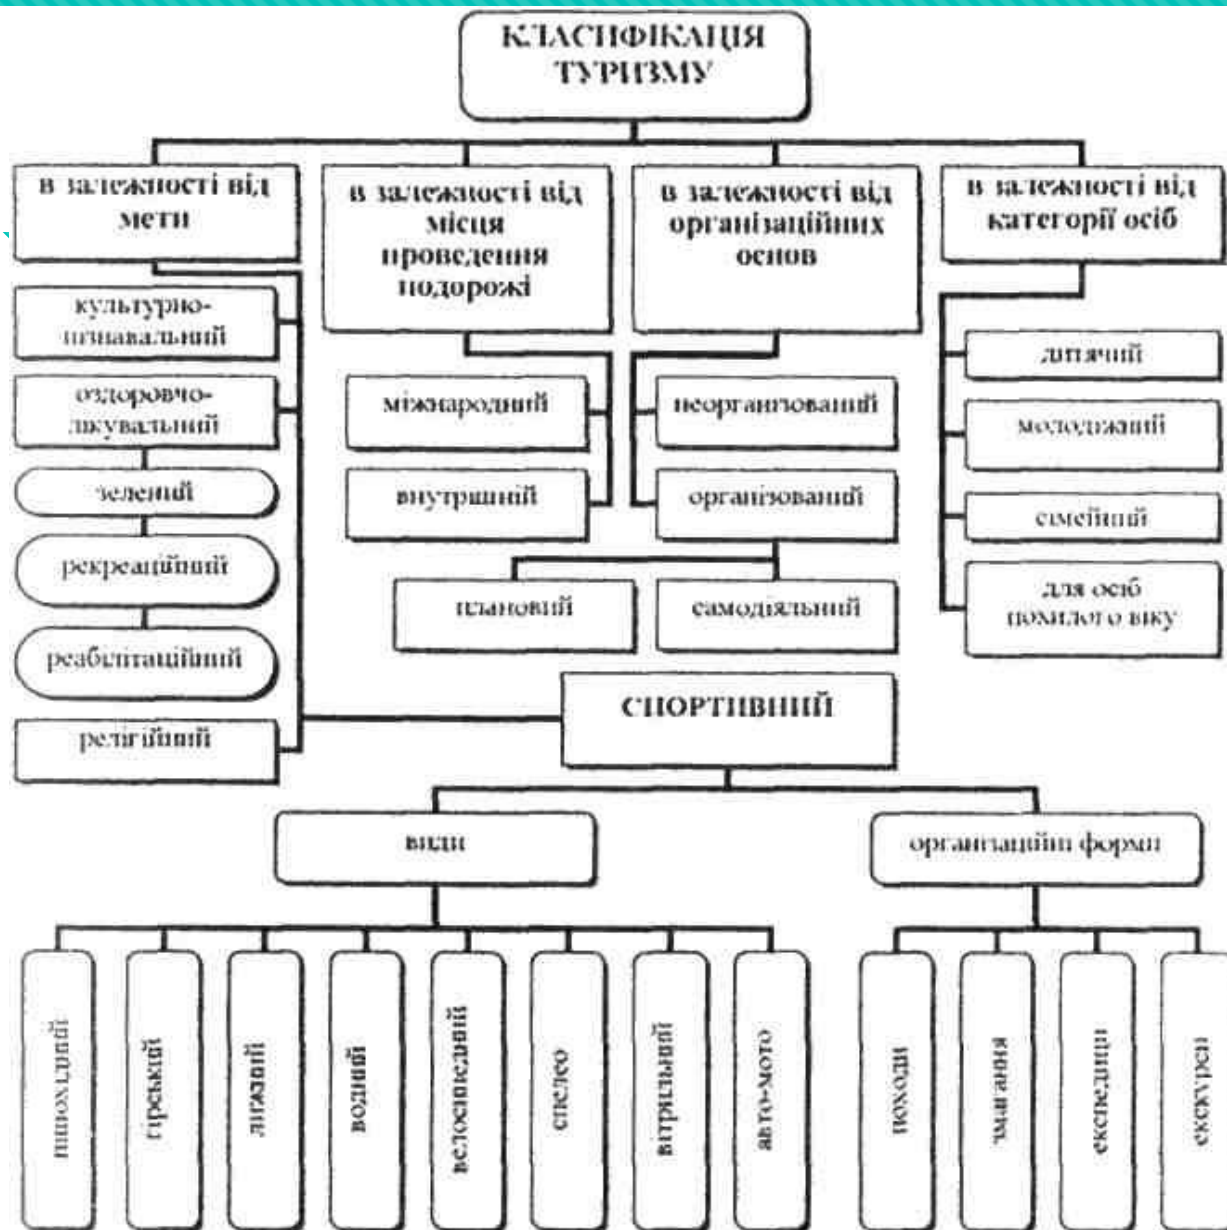 КЛАСИФІКАЦІЯ
ТУРИЗМУ
в залежності від
мети
в залежності від
місця
проведення
подорожі
в залежності від
організаційних
основ
в залежності від
категорії осіб
культурно-
пізнавальний
оздоровчо-
лікувальний
зелений
рекреаційний
реабілітаційний
релігійний
міжнародний
внутрішній
неорганізований
організований
плановий
самодіяльний
дитячий
молодіжний
сімейний
для осіб
похилого віку
СПОРТИВНИЙ
види
організаційні форми
пішохідний
гірський
лижний
водний
велосипедний
спелео
вітрильний
авто-мото
походи
змагання
експедиції
екскурсії